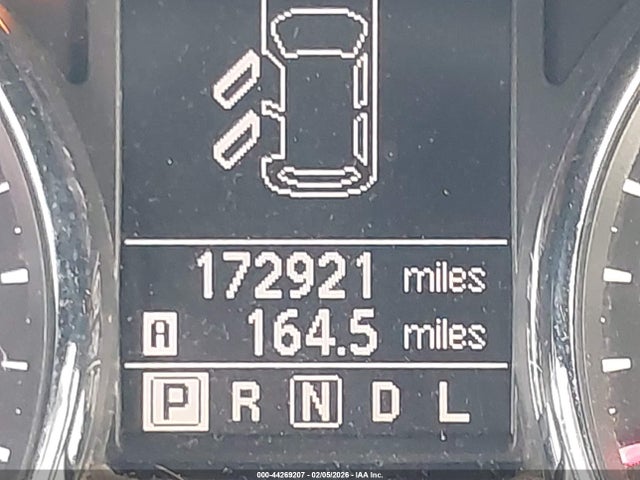 172921 miles
A 164.5 miles
P R N D L
000-44269207 - 02/05/2026 - IAA Inc.